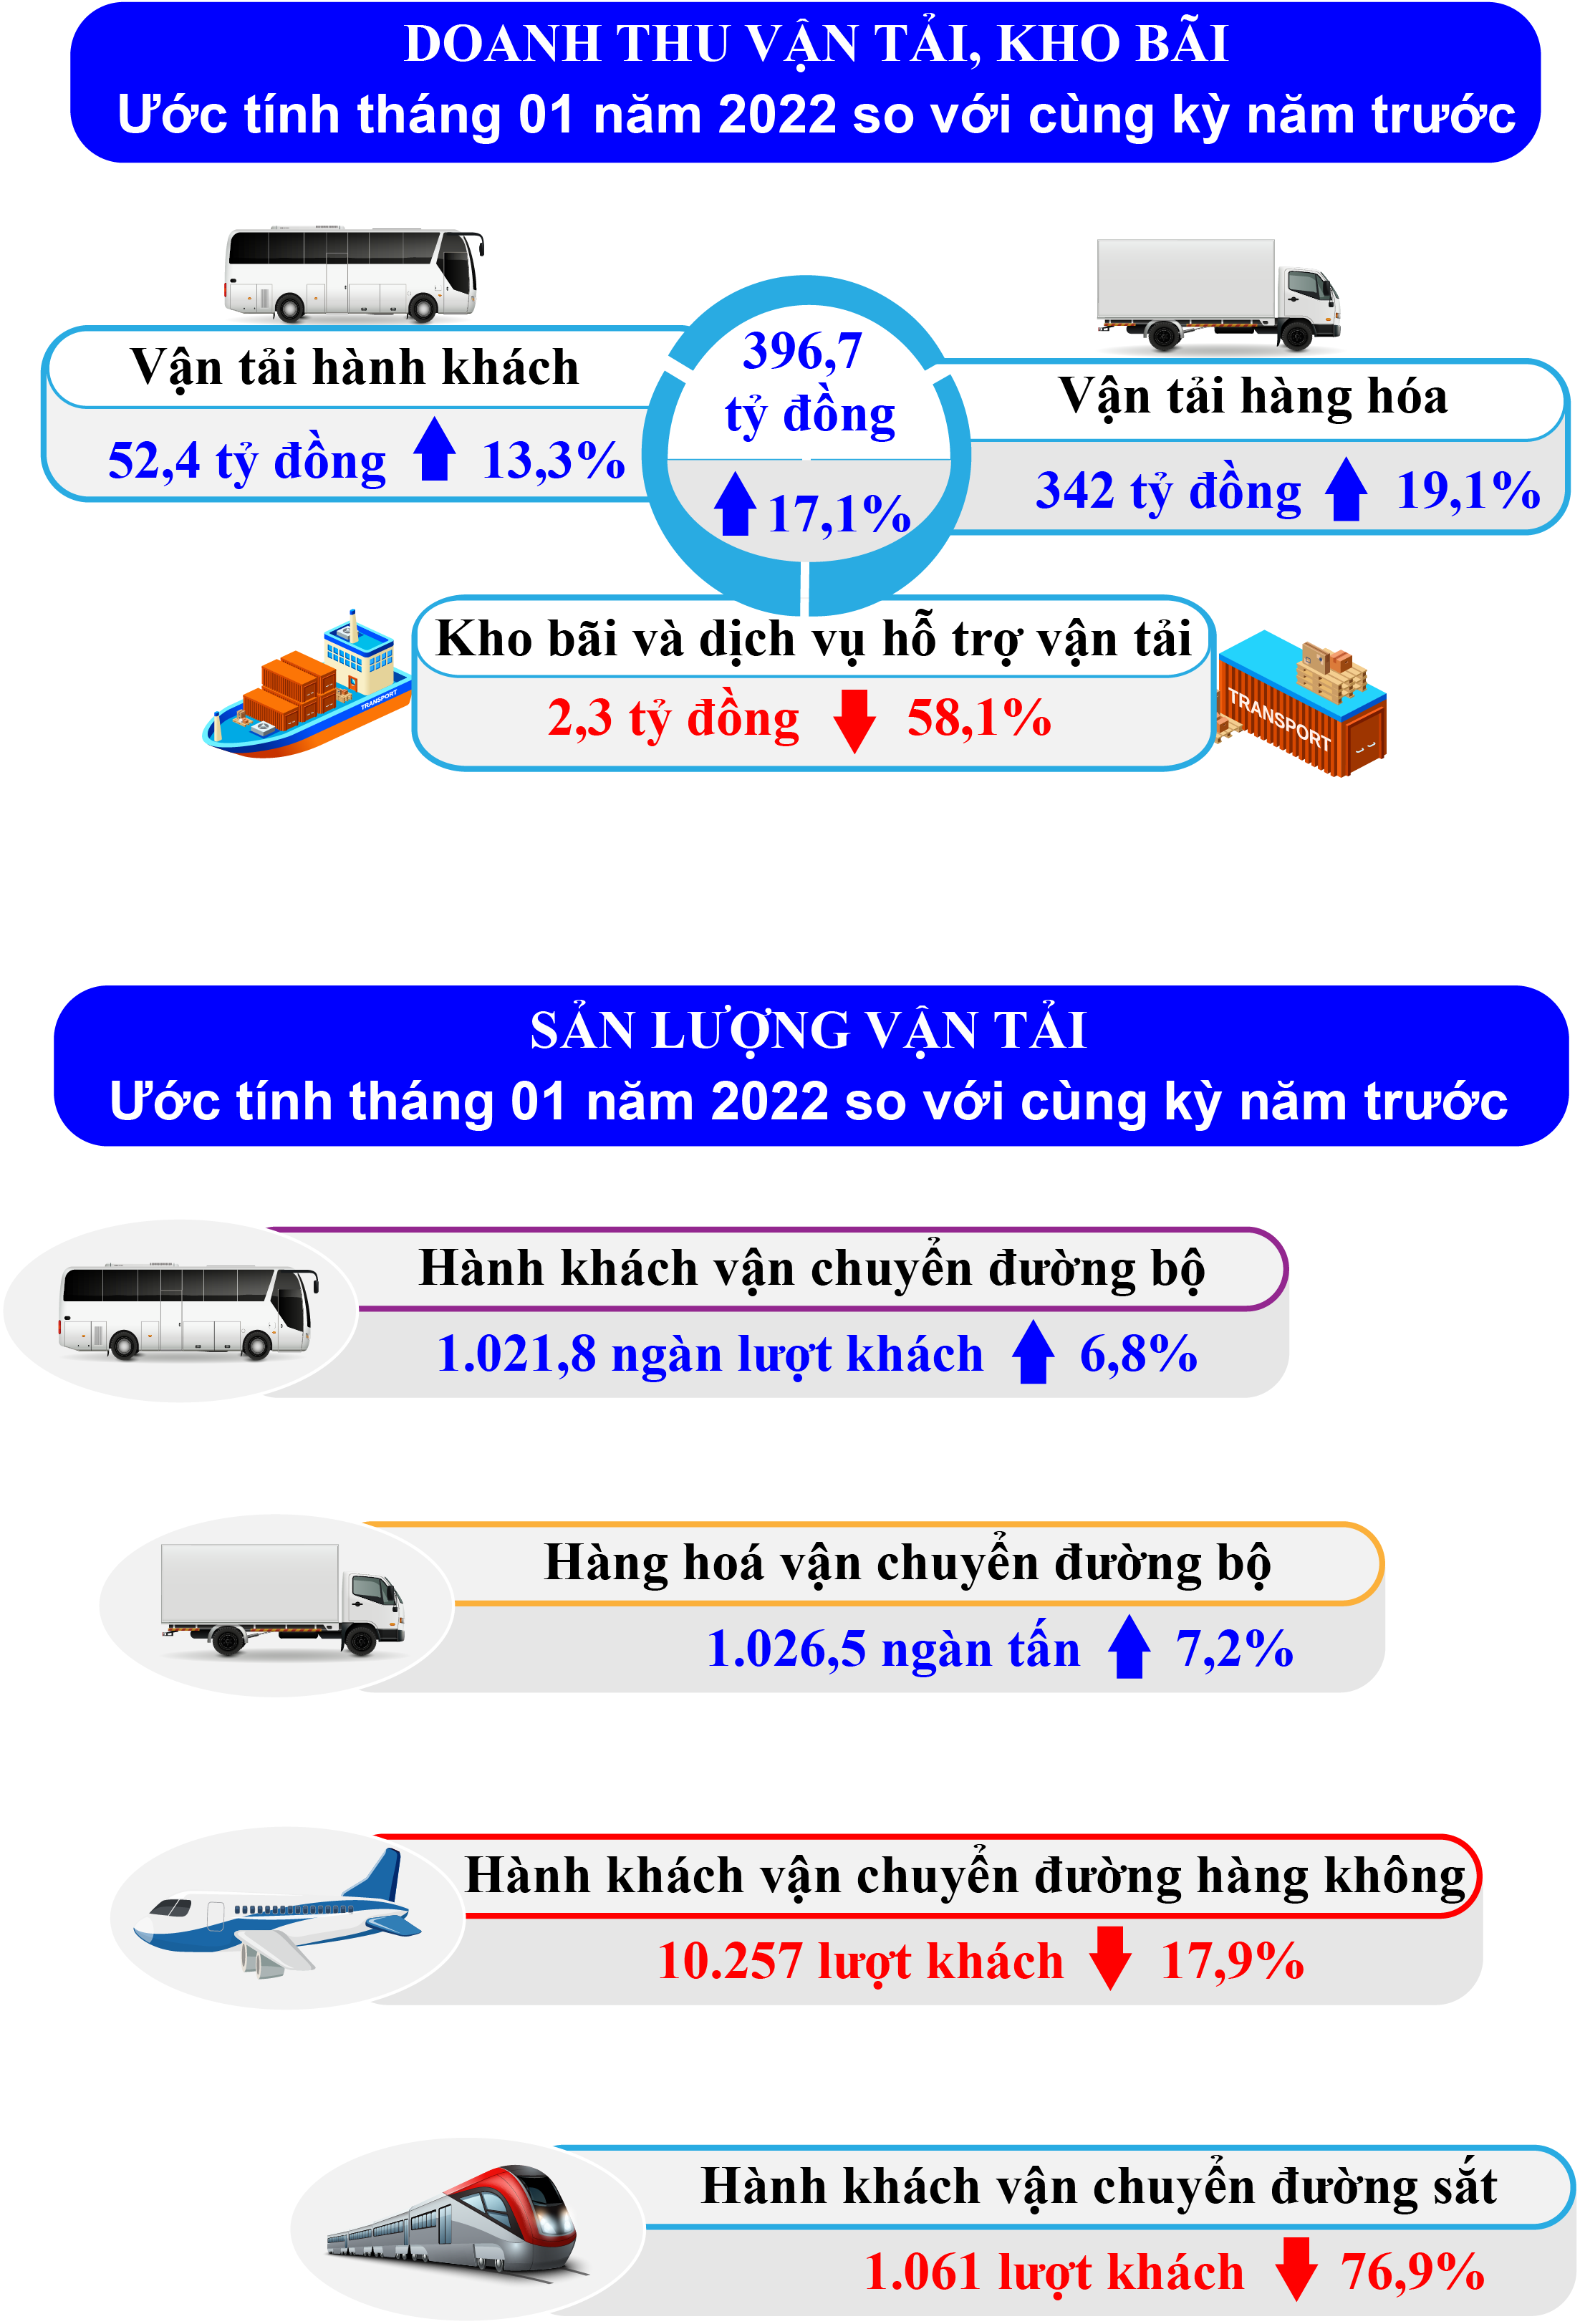 DOANH THU VẬN TẢI, KHO BÃI
Ước tính tháng 01 năm 2022 so với cùng kỳ năm trước
Vận tải hành khách
52,4 tỷ đồng 13,3%
396,7
tỷ đồng
17,1%
Vận tải hàng hóa
342 tỷ đồng 19,1%
Kho bãi và dịch vụ hỗ trợ vận tải
2,3 tỷ đồng 58,1%
TRANSPORT
TRANSPORT
SẢN LƯỢNG VẬN TẢI
Ước tính tháng 01 năm 2022 so với cùng kỳ năm trước
Hành khách vận chuyển đường bộ
1.021,8 ngàn lượt khách 6,8%
Hàng hoá vận chuyển đường bộ
1.026,5 ngàn tấn 7,2%
Hành khách vận chuyển đường hàng không
10.257 lượt khách 17,9%
Hành khách vận chuyển đường sắt
1.061 lượt khách 76,9%